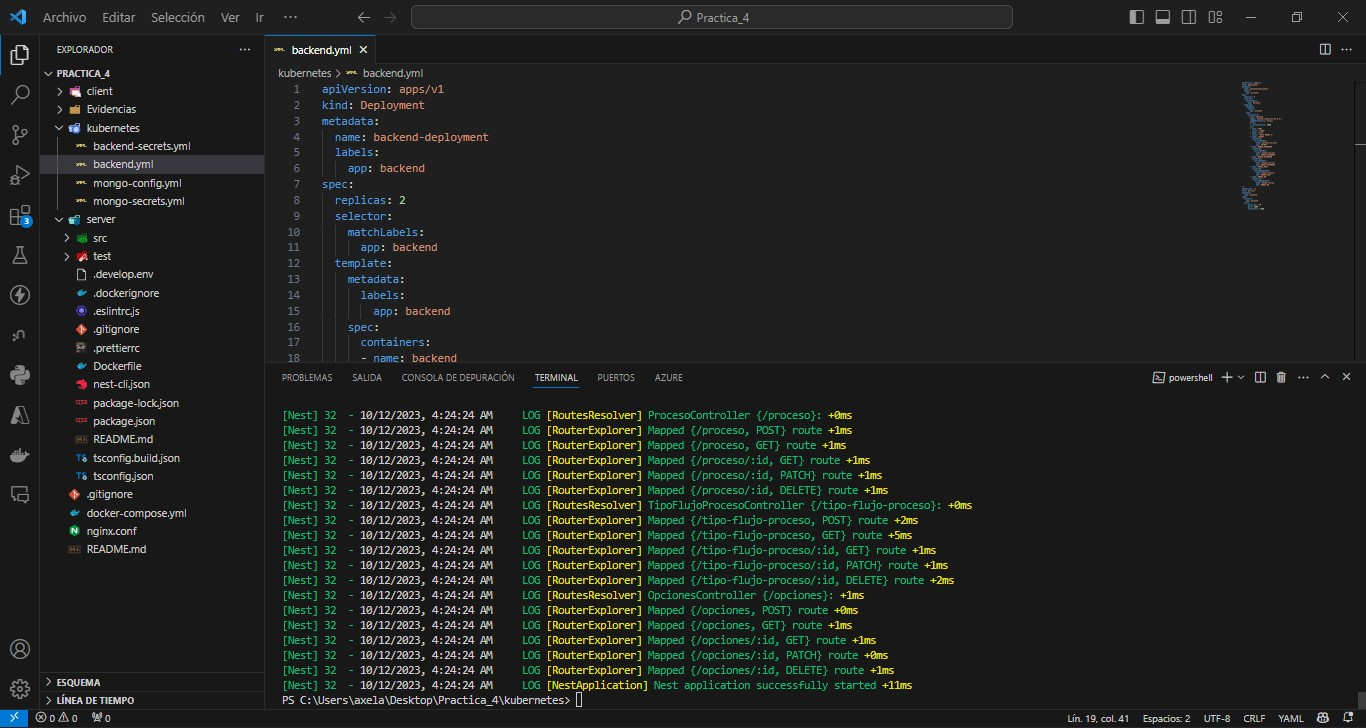 Archivo Editar Selección Ver Ir ··· Practica_4
EXPLORADOR ···
PRACTICA_4
client
Evidencias
kubernetes
backend-secrets.yml
backend.yml
mongo-config.yml
mongo-secrets.yml
server
src
test
.develop.env
.dockerignore
.eslintrc.js
.gitignore
.prettierrc
Dockerfile
nest-cli.json
package-lock.json
package.json
README.md
tsconfig.build.json
tsconfig.json
.gitignore
docker-compose.yml
nginx.conf
README.md
ESQUEMA
LÍNEA DE TIEMPO
3
backend.yml
kubernetes > backend.yml
1 apiVersion: apps/v1
2 kind: Deployment
3 metadata:
4 name: backend-deployment
5 labels:
6 app: backend
7 spec:
8 replicas: 2
9 selector:
10 matchLabels:
11 app: backend
12 template:
13 metadata:
14 labels:
15 app: backend
16 spec:
17 containers:
18 - name: backend
PROBLEMAS SALIDA CONSOLA DE DEPURACIÓN TERMINAL PUERTOS AZURE powershell
[Nest] 32 - 10/12/2023, 4:24:24 AM LOG [RoutesResolver] ProcesoController {/proceso}: +0ms
[Nest] 32 - 10/12/2023, 4:24:24 AM LOG [RouterExplorer] Mapped {/proceso, POST} route +1ms
[Nest] 32 - 10/12/2023, 4:24:24 AM LOG [RouterExplorer] Mapped {/proceso, GET} route +1ms
[Nest] 32 - 10/12/2023, 4:24:24 AM LOG [RouterExplorer] Mapped {/proceso/:id, GET} route +1ms
[Nest] 32 - 10/12/2023, 4:24:24 AM LOG [RouterExplorer] Mapped {/proceso/:id, PATCH} route +1ms
[Nest] 32 - 10/12/2023, 4:24:24 AM LOG [RouterExplorer] Mapped {/proceso/:id, DELETE} route +1ms
[Nest] 32 - 10/12/2023, 4:24:24 AM LOG [RoutesResolver] TipoFlujoProcesoController {/tipo-flujo-proceso}: +0ms
[Nest] 32 - 10/12/2023, 4:24:24 AM LOG [RouterExplorer] Mapped {/tipo-flujo-proceso, POST} route +2ms
[Nest] 32 - 10/12/2023, 4:24:24 AM LOG [RouterExplorer] Mapped {/tipo-flujo-proceso, GET} route +5ms
[Nest] 32 - 10/12/2023, 4:24:24 AM LOG [RouterExplorer] Mapped {/tipo-flujo-proceso/:id, GET} route +1ms
[Nest] 32 - 10/12/2023, 4:24:24 AM LOG [RouterExplorer] Mapped {/tipo-flujo-proceso/:id, PATCH} route +1ms
[Nest] 32 - 10/12/2023, 4:24:24 AM LOG [RouterExplorer] Mapped {/tipo-flujo-proceso/:id, DELETE} route +2ms
[Nest] 32 - 10/12/2023, 4:24:24 AM LOG [RoutesResolver] OpcionesController {/opciones}: +1ms
[Nest] 32 - 10/12/2023, 4:24:24 AM LOG [RouterExplorer] Mapped {/opciones, POST} route +0ms
[Nest] 32 - 10/12/2023, 4:24:24 AM LOG [RouterExplorer] Mapped {/opciones, GET} route +1ms
[Nest] 32 - 10/12/2023, 4:24:24 AM LOG [RouterExplorer] Mapped {/opciones/:id, GET} route +1ms
[Nest] 32 - 10/12/2023, 4:24:24 AM LOG [RouterExplorer] Mapped {/opciones/:id, PATCH} route +0ms
[Nest] 32 - 10/12/2023, 4:24:24 AM LOG [RouterExplorer] Mapped {/opciones/:id, DELETE} route +1ms
[Nest] 32 - 10/12/2023, 4:24:24 AM LOG [NestApplication] Nest application successfully started +11ms
PS C:\Users\axela\Desktop\Practica_4\kubernetes>
0 0 0 Lín. 19, col. 41 Espacios: 2 UTF-8 CRLF YAML